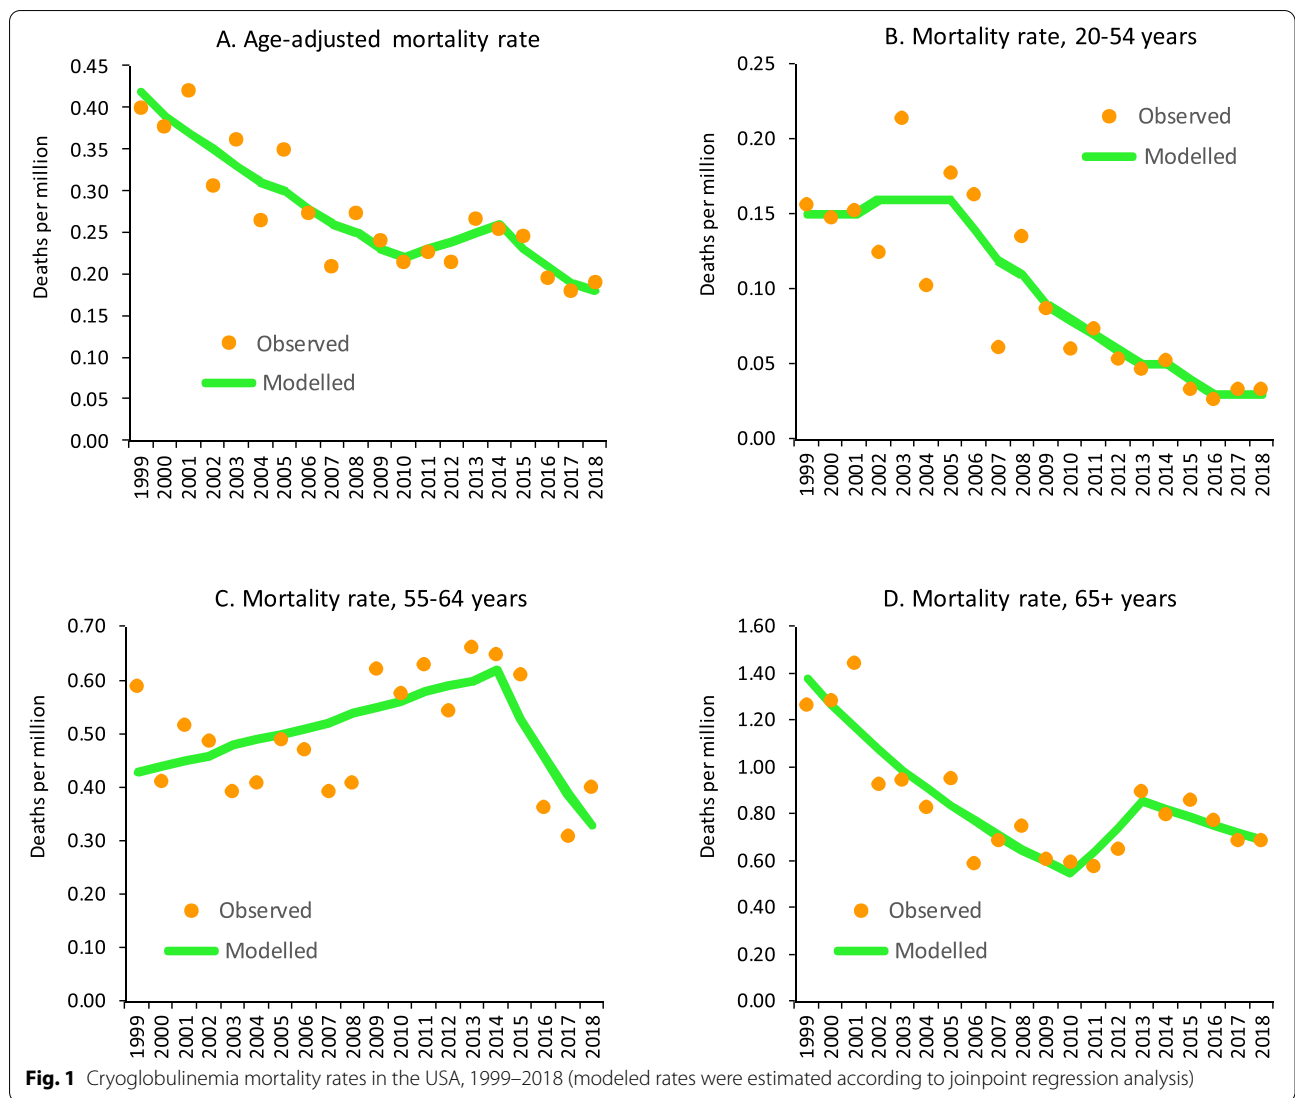 A. Age-adjusted mortality rate
Deaths per million
0.45
0.40
0.35
0.30
0.25
0.20
0.15
0.10
0.05
0.00
Observed
Modelled
1999 2000 2001 2002 2003 2004 2005 2006 2007 2008 2009 2010 2011 2012 2013 2014 2015 2016 2017 2018
B. Mortality rate, 20-54 years
Deaths per million
0.25
0.20
0.15
0.10
0.05
0.00
Observed
Modelled
1999 2000 2001 2002 2003 2004 2005 2006 2007 2008 2009 2010 2011 2012 2013 2014 2015 2016 2017 2018
C. Mortality rate, 55-64 years
Deaths per million
0.70
0.60
0.50
0.40
0.30
0.20
0.10
0.00
Observed
Modelled
1999 2000 2001 2002 2003 2004 2005 2006 2007 2008 2009 2010 2011 2012 2013 2014 2015 2016 2017 2018
D. Mortality rate, 65+ years
Deaths per million
1.60
1.40
1.20
1.00
0.80
0.60
0.40
0.20
0.00
Observed
Modelled
1999 2000 2001 2002 2003 2004 2005 2006 2007 2008 2009 2010 2011 2012 2013 2014 2015 2016 2017 2018
Fig. 1 Cryoglobulinemia mortality rates in the USA, 1999–2018 (modeled rates were estimated according to joinpoint regression analysis)